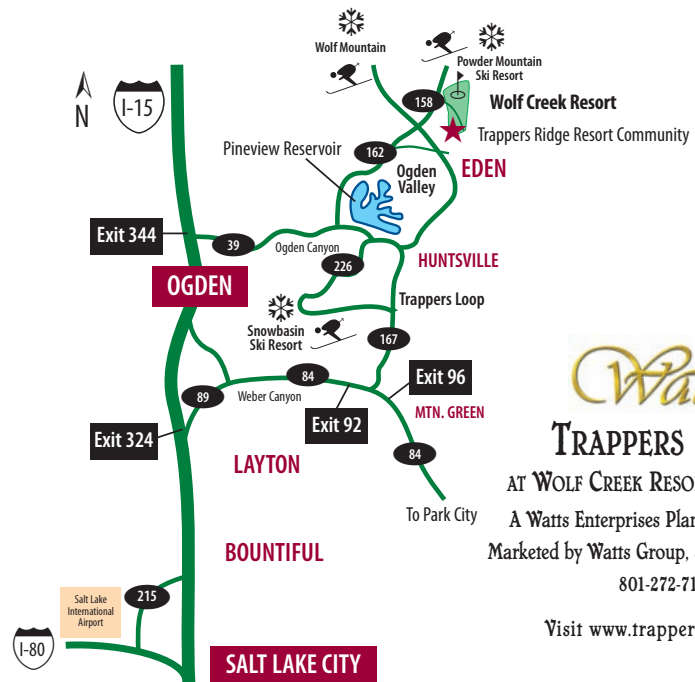 Wolf Mountain
Powder Mountain
Ski Resort
N
I-15
158
Wolf Creek Resort
Trappers Ridge Resort Community
Pineview Reservoir
162
Ogden
Valley
EDEN
Exit 344
39
Ogden Canyon
226
HUNTSVILLE
OGDEN
Trappers Loop
Snowbasin
Ski Resort
167
84
Exit 96
89
Weber Canyon
Exit 92
MTN. GREEN
Exit 324
84
LAYTON
To Park City
BOUNTIFUL
215
Salt Lake
International
Airport
I-80
SALT LAKE CITY
TRAPPERS
AT WOLF CREEK RESO
A Watts Enterprises Plan
Marketed by Watts Group,
801-272-71
Visit www.trapper